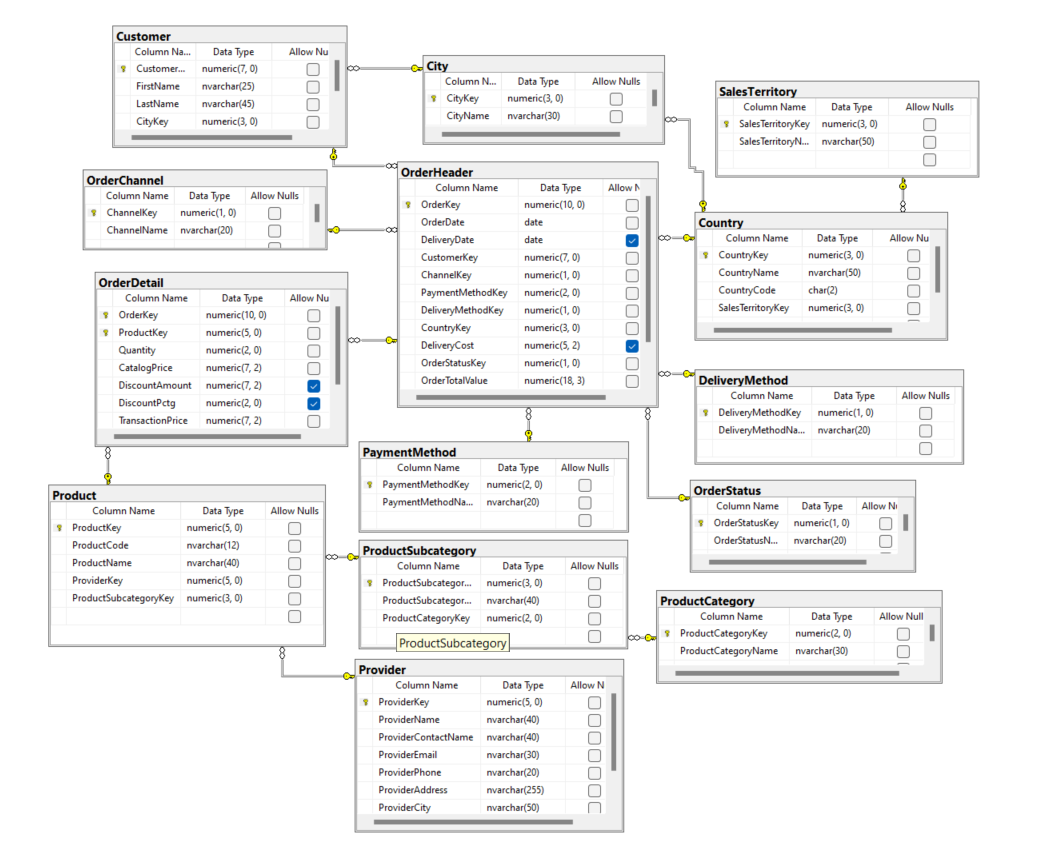 Customer
Column Na... Data Type Allow Nu
Customer... numeric(7, 0)
FirstName nvarchar(25)
LastName nvarchar(45)
CityKey numeric(3, 0)
City
Column N... Data Type Allow Nulls
CityKey numeric(3, 0)
CityName nvarchar(30)
SalesTerritory
Column Name Data Type Allow Nulls
SalesTerritoryKey numeric(3, 0)
SalesTerritoryN... nvarchar(50)
OrderChannel
Column Name Data Type Allow Nulls
ChannelKey numeric(1, 0)
ChannelName nvarchar(20)
OrderHeader
Column Name Data Type Allow N
OrderKey numeric(10, 0)
OrderDate date
DeliveryDate date
CustomerKey numeric(7, 0)
ChannelKey numeric(1, 0)
PaymentMethodKey numeric(2, 0)
DeliveryMethodKey numeric(1, 0)
CountryKey numeric(3, 0)
DeliveryCost numeric(5, 2)
OrderStatusKey numeric(1, 0)
OrderTotalValue numeric(18, 3)
Country
Column Name Data Type Allow Nu
CountryKey numeric(3, 0)
CountryName nvarchar(50)
CountryCode char(2)
SalesTerritoryKey numeric(3, 0)
OrderDetail
Column Name Data Type Allow Nu
OrderKey numeric(10, 0)
ProductKey numeric(5, 0)
Quantity numeric(2, 0)
CatalogPrice numeric(7, 2)
DiscountAmount numeric(7, 2)
DiscountPctg numeric(2, 0)
TransactionPrice numeric(7, 2)
DeliveryMethod
Column Name Data Type Allow Nulls
DeliveryMethodKey numeric(1, 0)
DeliveryMethodNa... nvarchar(20)
PaymentMethod
Column Name Data Type Allow Nulls
PaymentMethodKey numeric(2, 0)
PaymentMethodNa... nvarchar(20)
OrderStatus
Column Name Data Type Allow Nu
OrderStatusKey numeric(1, 0)
OrderStatusN... nvarchar(20)
Product
Column Name Data Type Allow Nulls
ProductKey numeric(5, 0)
ProductCode nvarchar(12)
ProductName nvarchar(40)
ProviderKey numeric(5, 0)
ProductSubcategoryKey numeric(3, 0)
ProductSubcategory
Column Name Data Type Allow Nulls
ProductSubcategor... numeric(3, 0)
ProductSubcategor... nvarchar(40)
ProductCategoryKey numeric(2, 0)
ProductSubcategory
ProductCategory
Column Name Data Type Allow Null
ProductCategoryKey numeric(2, 0)
ProductCategoryName nvarchar(30)
Provider
Column Name Data Type Allow N
ProviderKey numeric(5, 0)
ProviderName nvarchar(40)
ProviderContactName nvarchar(40)
ProviderEmail nvarchar(30)
ProviderPhone nvarchar(20)
ProviderAddress nvarchar(255)
ProviderCity nvarchar(50)